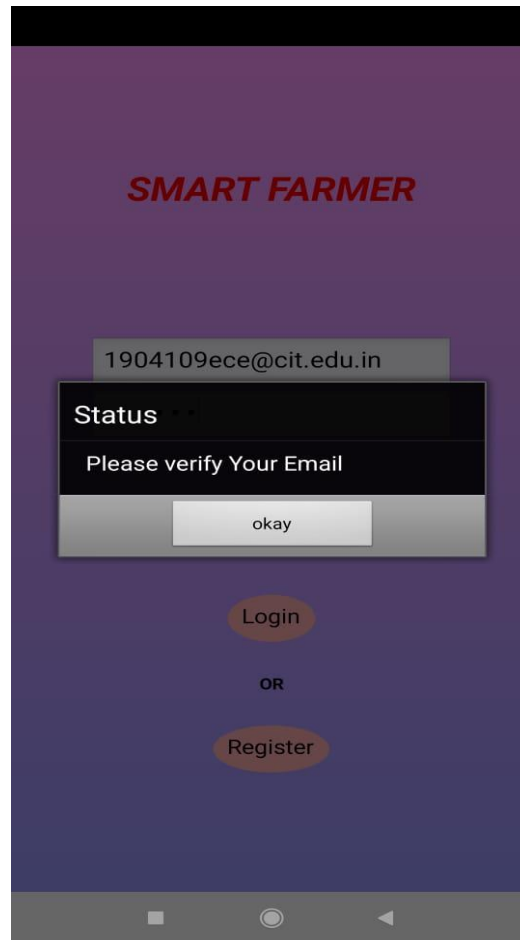 SMART FARMER
1904109ece@cit.edu.in
Status
Please verify Your Email
okay
Login
OR
Register